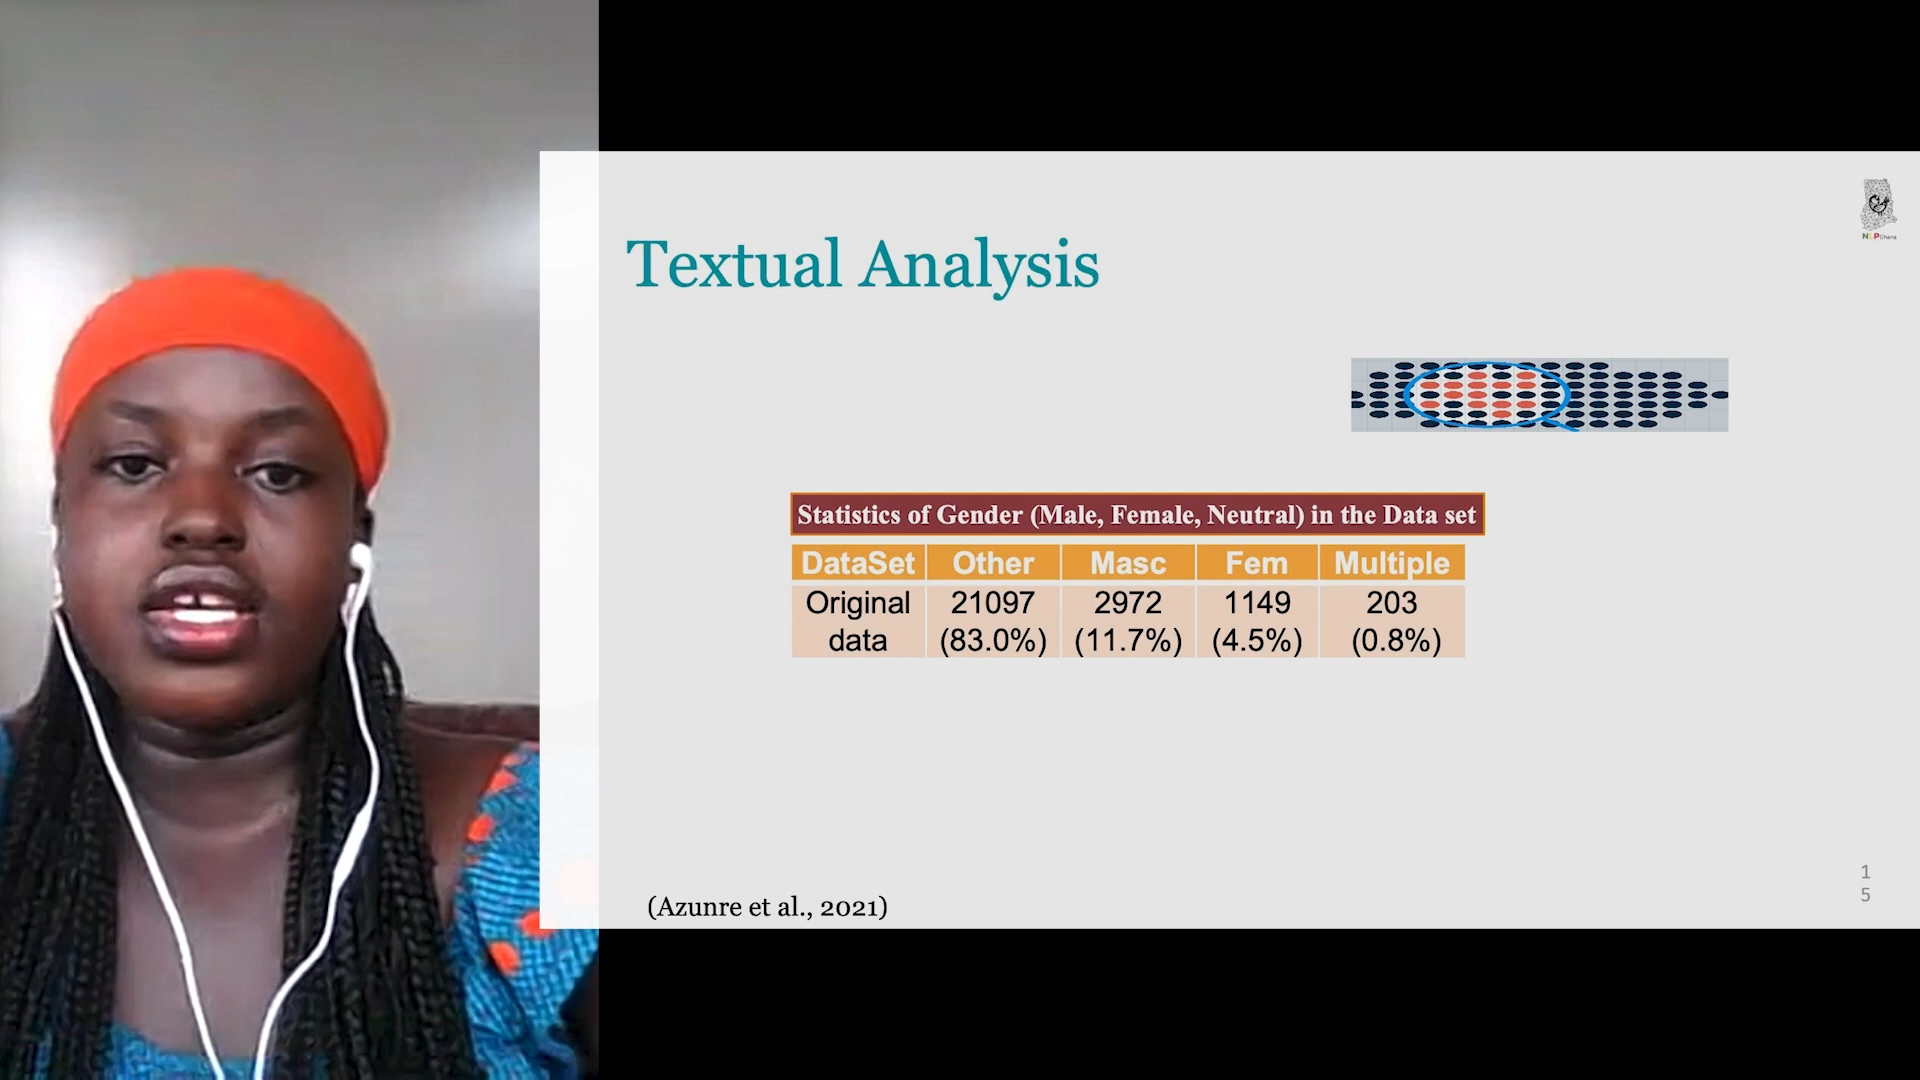 Textual Analysis
NLPGhana
Statistics of Gender (Male, Female, Neutral) in the Data set
DataSet Other Masc Fem Multiple
Original data 21097 (83.0%) 2972 (11.7%) 1149 (4.5%) 203 (0.8%)
(Azunre et al., 2021)
15